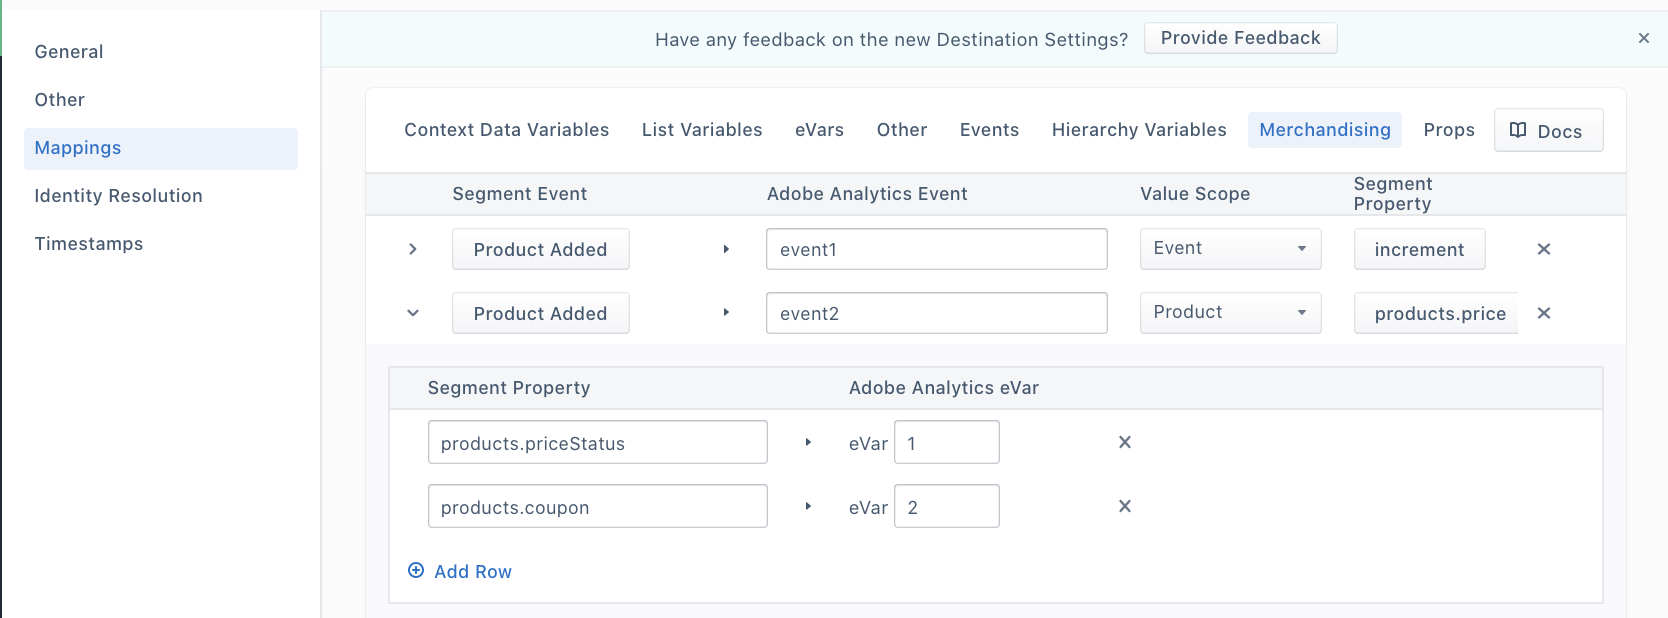 Have any feedback on the new Destination Settings? Provide Feedback
General
Other
Mappings
Identity Resolution
Timestamps
Context Data Variables List Variables eVars Other Events Hierarchy Variables Merchandising Props Docs
Segment Event Adobe Analytics Event Value Scope Segment Property
Product Added event1 Event increment
Product Added event2 Product products.price
Segment Property Adobe Analytics eVar
products.priceStatus eVar 1
products.coupon eVar 2
Add Row